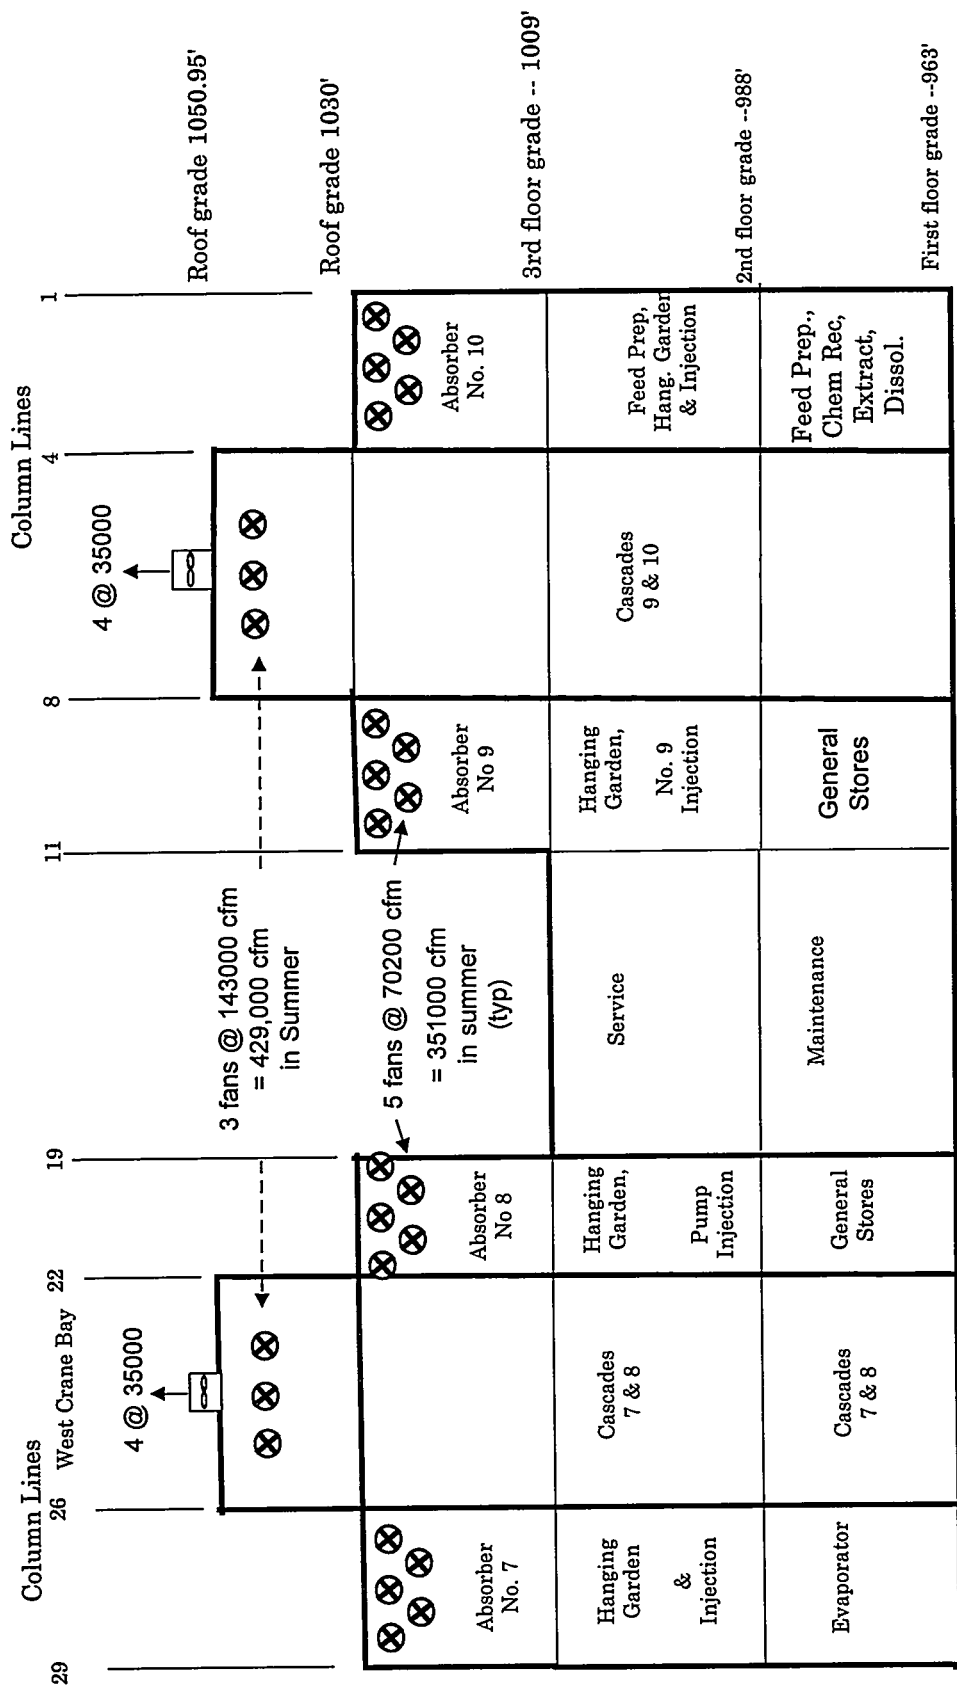 Column Lines
Column Lines
29
26
West Crane Bay
22
19
11
8
4
1
4 @ 35000
4 @ 35000
Roof grade 1050.95'
3 fans @ 143000 cfm
= 429,000 cfm
in Summer
Roof grade 1030'
5 fans @ 70200 cfm
= 351000 cfm
in summer
(typ)
Absorber
No. 7
Absorber
No 8
Absorber
No 9
Absorber
No. 10
3rd floor grade -- 1009'
Hanging
Garden
&
Injection
Cascades
7 & 8
Hanging
Garden,
Pump
Injection
Service
Hanging
Garden,
No. 9
Injection
Cascades
9 & 10
Feed Prep,
Hang. Garden
& Injection
2nd floor grade --988'
Evaporator
Cascades
7 & 8
General
Stores
Maintenance
General
Stores
Feed Prep.,
Chem Rec,
Extract,
Dissol.
First floor grade --963'